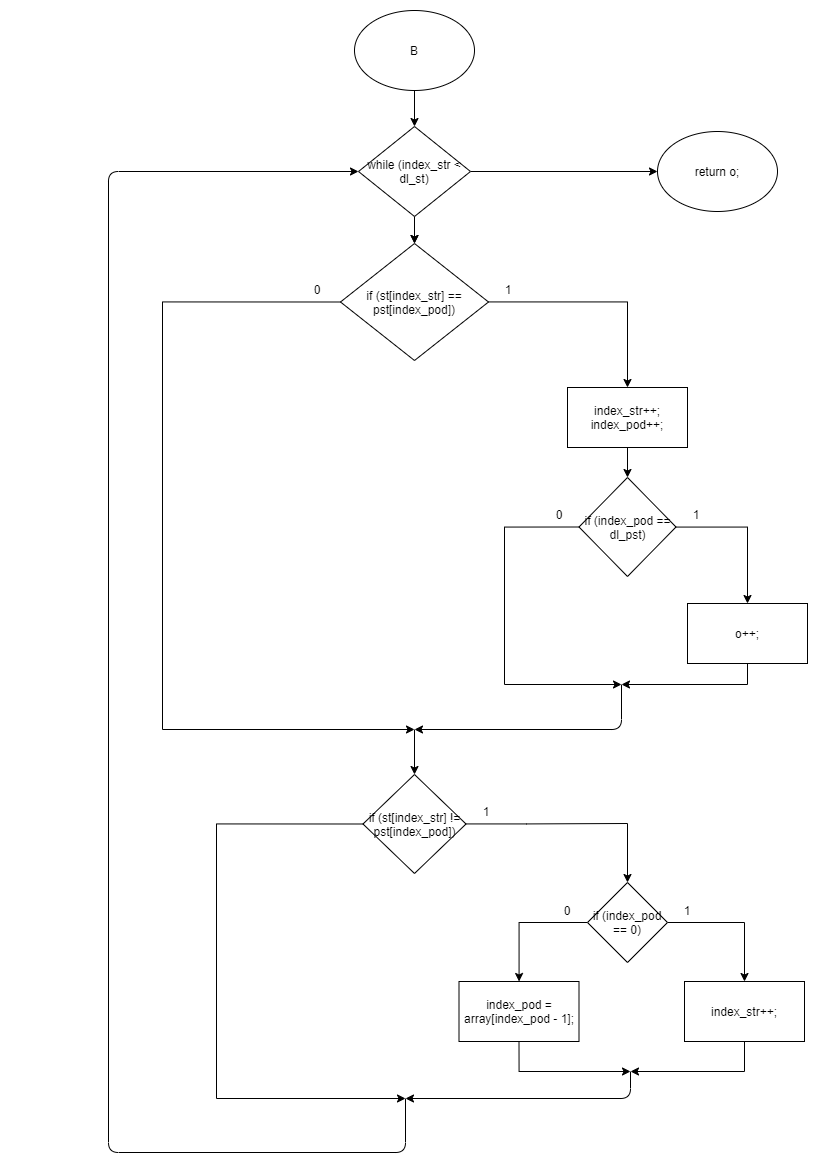 B
while (index_str <
dl_st)
return o;
0
1
if (st[index_str] ==
pst[index_pod])
index_str++;
index_pod++;
0
1
if (index_pod ==
dl_pst)
o++;
1
if (st[index_str] !=
pst[index_pod])
0
1
if (index_pod
== 0)
index_pod =
array[index_pod - 1];
index_str++;